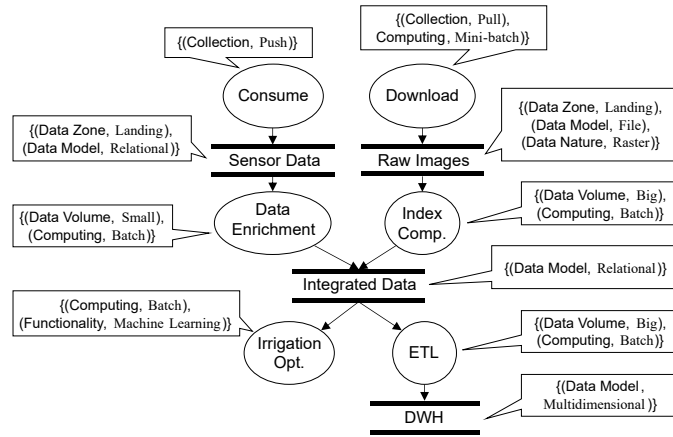 {(Collection, Push)}
{(Collection, Pull),
Computing, Mini-batch)}
Consume
Download
{(Data Zone, Landing),
(Data Model, Relational)}
{(Data Zone, Landing),
(Data Model, File),
(Data Nature, Raster)}
Sensor Data
Raw Images
{(Data Volume, Small),
(Computing, Batch)}
Data
Enrichment
Index
Comp.
{(Data Volume, Big),
(Computing, Batch)}
Integrated Data
{(Data Model, Relational)}
{(Computing, Batch),
(Functionality, Machine Learning)}
Irrigation
Opt.
ETL
{(Data Volume, Big),
(Computing, Batch)}
DWH
{(Data Model,
Multidimensional)}